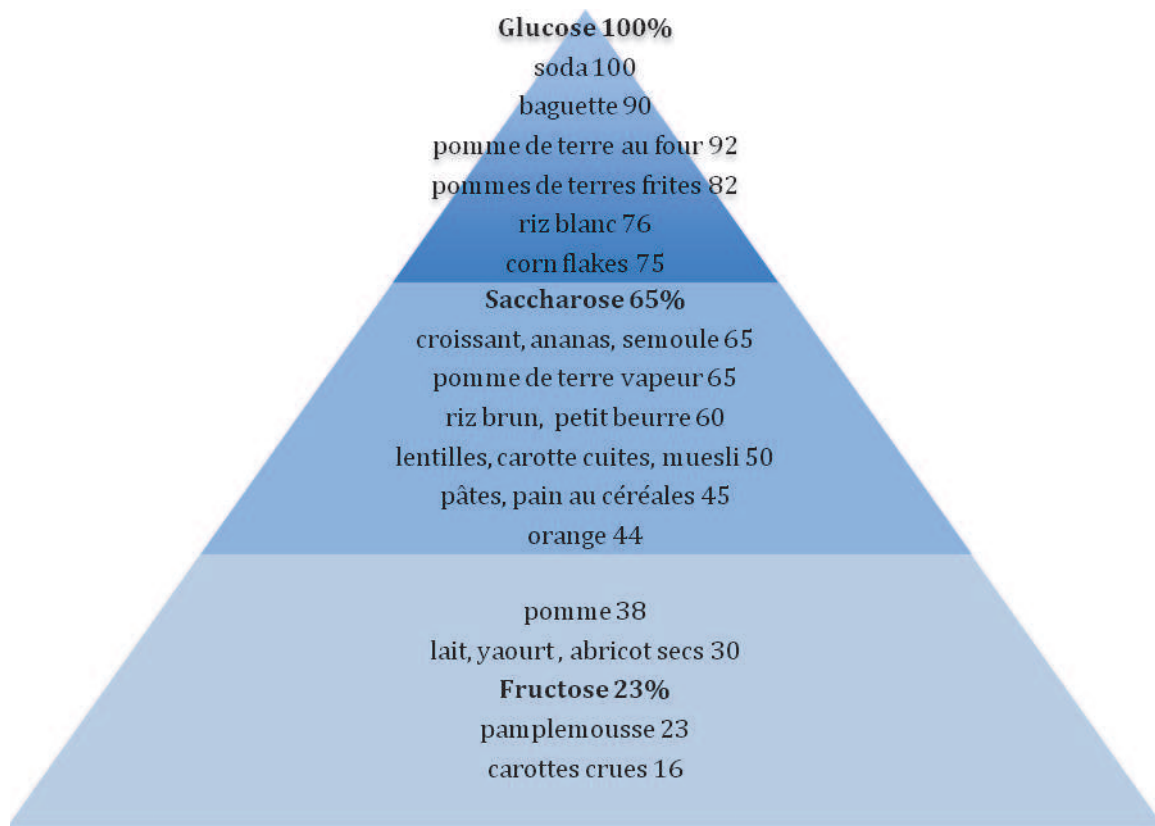 Glucose 100%
soda 100
baguette 90
pomme de terre au four 92
pommes de terres frites 82
riz blanc 76
corn flakes 75
Saccharose 65%
croissant, ananas, semoule 65
pomme de terre vapeur 65
riz brun, petit beurre 60
lentilles, carotte cuites, muesli 50
pâtes, pain au céréales 45
orange 44
pomme 38
lait, yaourt , abricot secs 30
Fructose 23%
pamplemousse 23
carottes crues 16